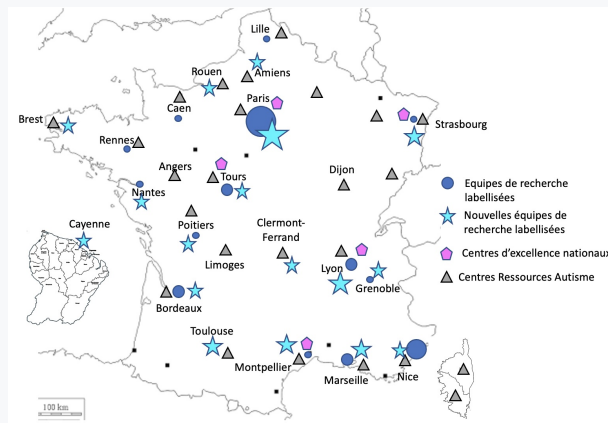 Lille
Rouen
Amiens
Caen
Paris
Brest
Strasbourg
Rennes
Angers
Tours
Dijon
Nantes
Equipes de recherche
labellisées
Nouvelles équipes de
recherche labellisées
Cayenne
Poitiers
Clermont-
Ferrand
Centres d'excellence nationaux
Limoges
Lyon
Centres Ressources Autisme
Grenoble
Bordeaux
Toulouse
Montpellier
Marseille
Nice
100 km